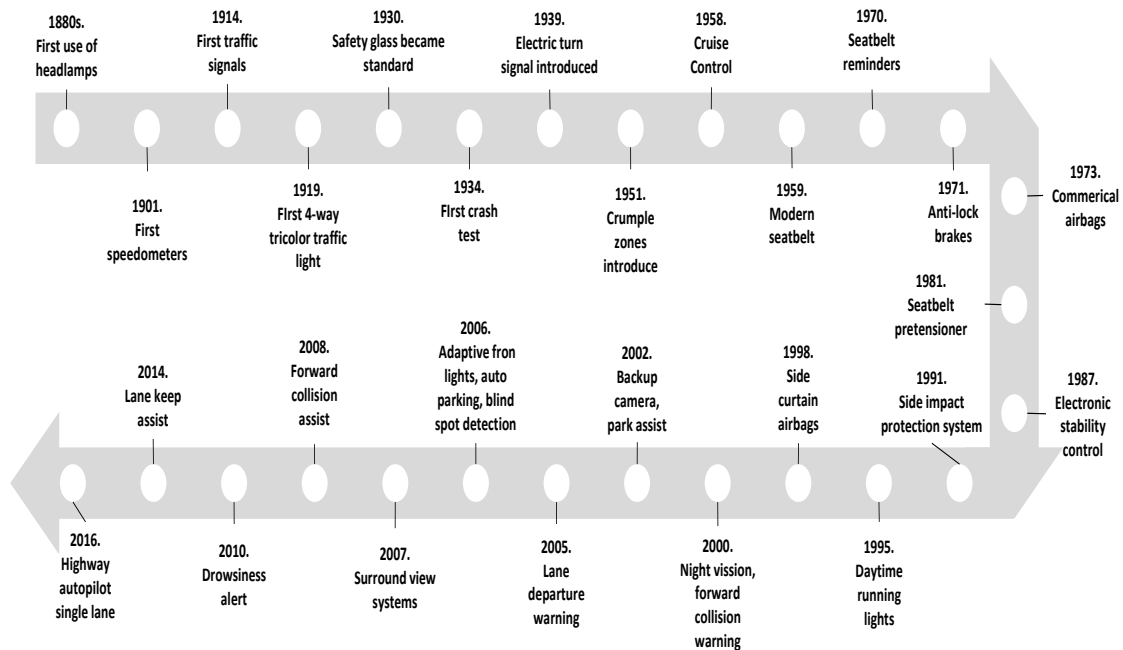 1880s.
First use of
headlamps
1901.
First
speedometers
1914.
First traffic
signals
1919.
FIrst 4-way
tricolor traffic
light
1930.
Safety glass became
standard
1934.
FIrst crash
test
1939.
Electric turn
signal introduced
1951.
Crumple
zones
introduce
1958.
Cruise
Control
1959.
Modern
seatbelt
1970.
Seatbelt
reminders
1971.
Anti-lock
brakes
1973.
Commerical
airbags
1981.
Seatbelt
pretensioner
1987.
Electronic
stability
control
1991.
Side impact
protection system
1995.
Daytime
running
lights
1998.
Side
curtain
airbags
2000.
Night vission,
forward
collision
warning
2002.
Backup
camera,
park assist
2005.
Lane
departure
warning
2006.
Adaptive fron
lights, auto
parking, blind
spot detection
2007.
Surround view
systems
2008.
Forward
collision
assist
2010.
Drowsiness
alert
2014.
Lane keep
assist
2016.
Highway
autopilot
single lane